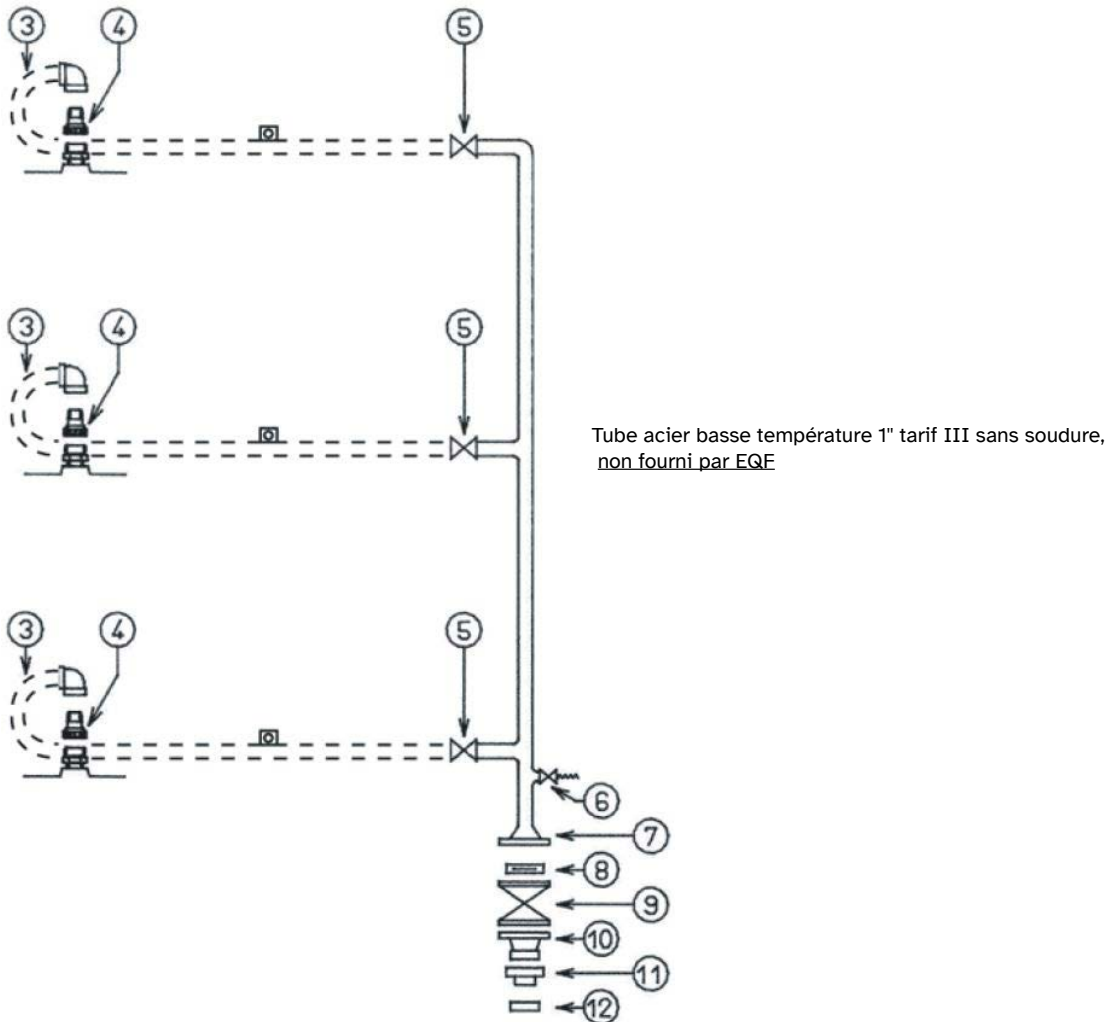 3 4 5
3 4 5
Tube acier basse température 1" tarif III sans soudure,
non fourni par EQF
3 4 5
6
7
8
9
10
11
12